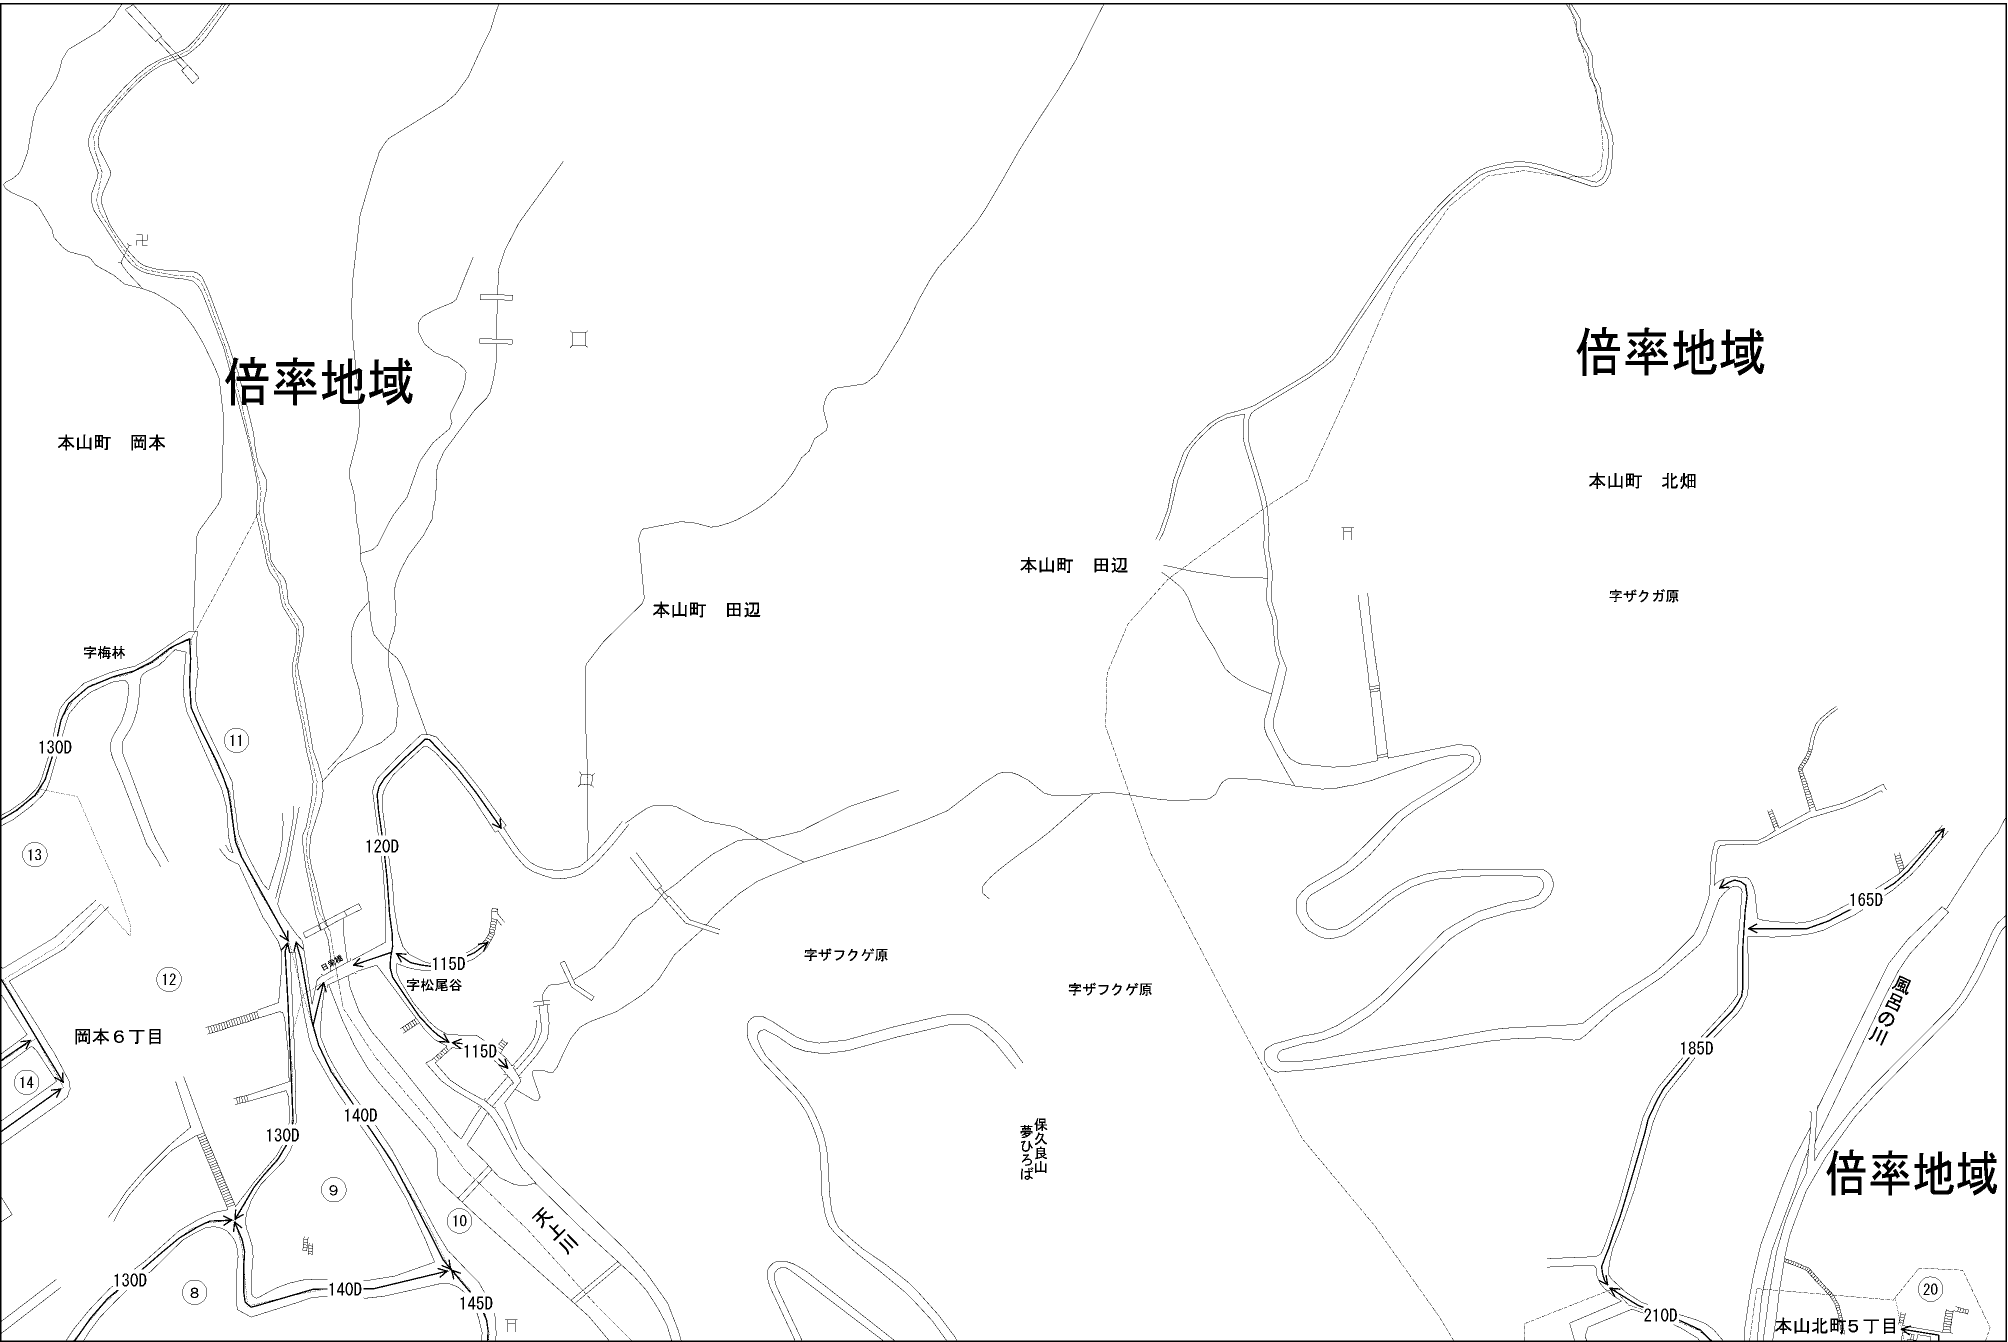 倍率地域
倍率地域
本山町　岡本
本山町　北畑
本山町　田辺
本山町　田辺
字ザクガ原
字梅林
130D
⑪
120D
⑬
165D
字ザフクゲ原
115D
⑫
字松尾谷
字ザフクゲ原
風呂の川
岡本６丁目
115D
185D
⑭
140D
130D
保久良山
夢ひろば
倍率地域
⑨
⑩
天上川
130D
⑧
140D
145D
⑳
210D
本山北町５丁目